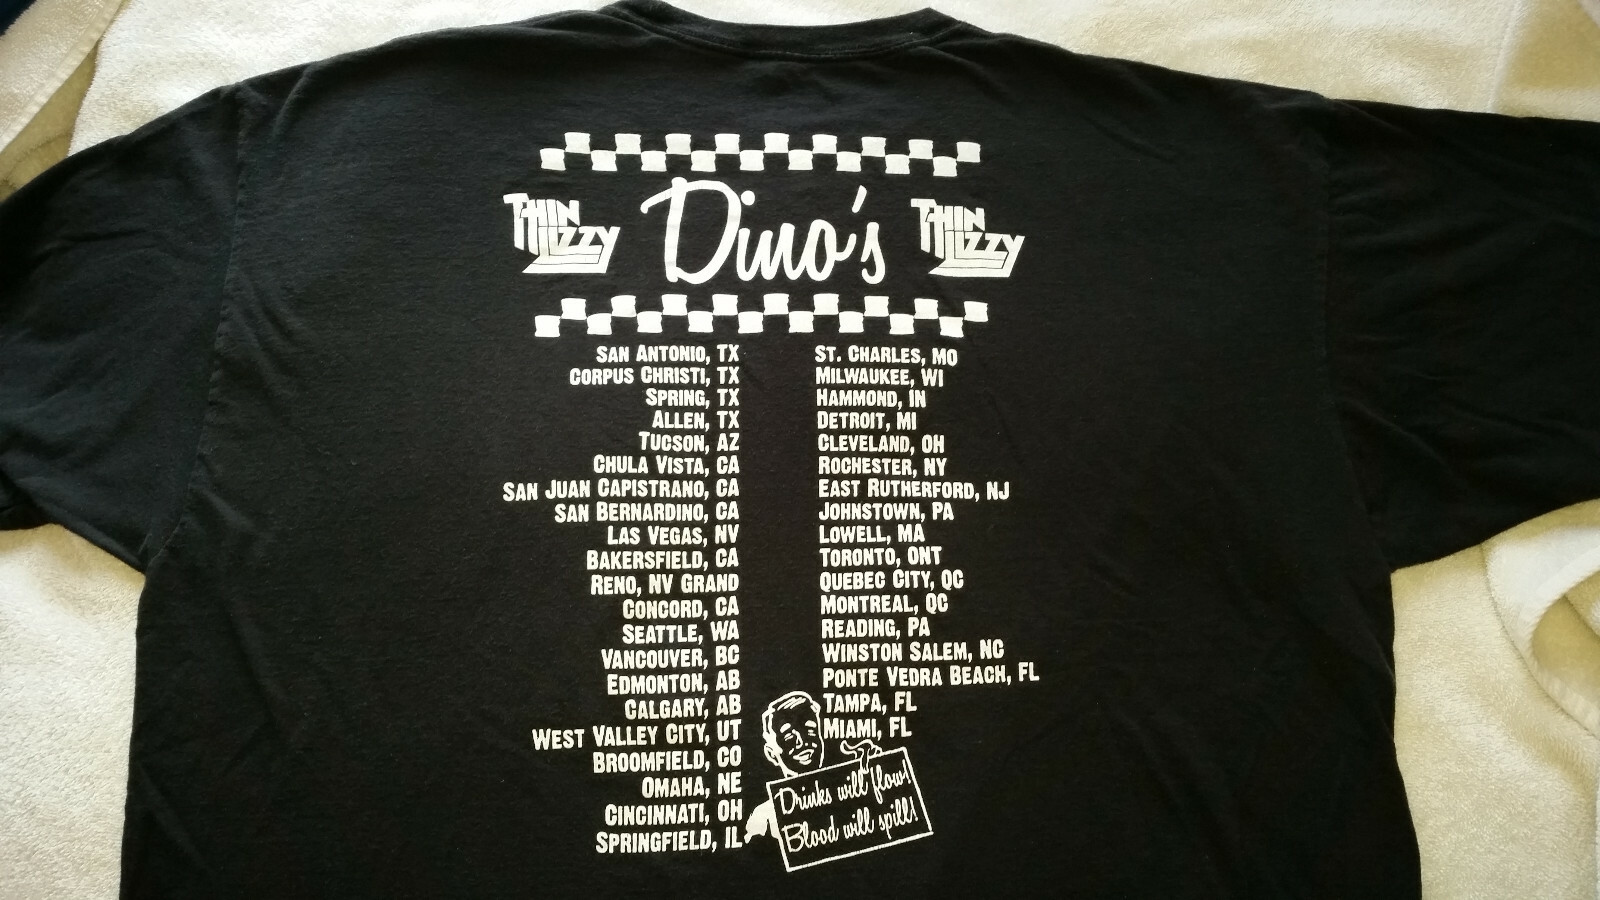 THIN LIZZY
Dino's
THIN LIZZY
SAN ANTONIO, TX
CORPUS CHRISTI, TX
SPRING, TX
ALLEN, TX
TUCSON, AZ
CHULA VISTA, CA
SAN JUAN CAPISTRANO, CA
SAN BERNARDINO, CA
LAS VEGAS, NV
BAKERSFIELD, CA
RENO, NV GRAND
CONCORD, CA
SEATTLE, WA
VANCOUVER, BC
EDMONTON, AB
CALGARY, AB
WEST VALLEY CITY, UT
BROOMFIELD, CO
OMAHA, NE
CINCINNATI, OH
SPRINGFIELD, IL
ST. CHARLES, MO
MILWAUKEE, WI
HAMMOND, IN
DETROIT, MI
CLEVELAND, OH
ROCHESTER, NY
EAST RUTHERFORD, NJ
JOHNSTOWN, PA
LOWELL, MA
TORONTO, ONT
QUEBEC CITY, QC
MONTREAL, QC
READING, PA
WINSTON SALEM, NC
PONTE VEDRA BEACH, FL
TAMPA, FL
MIAMI, FL
Drinks will flow!
Blood will spill!